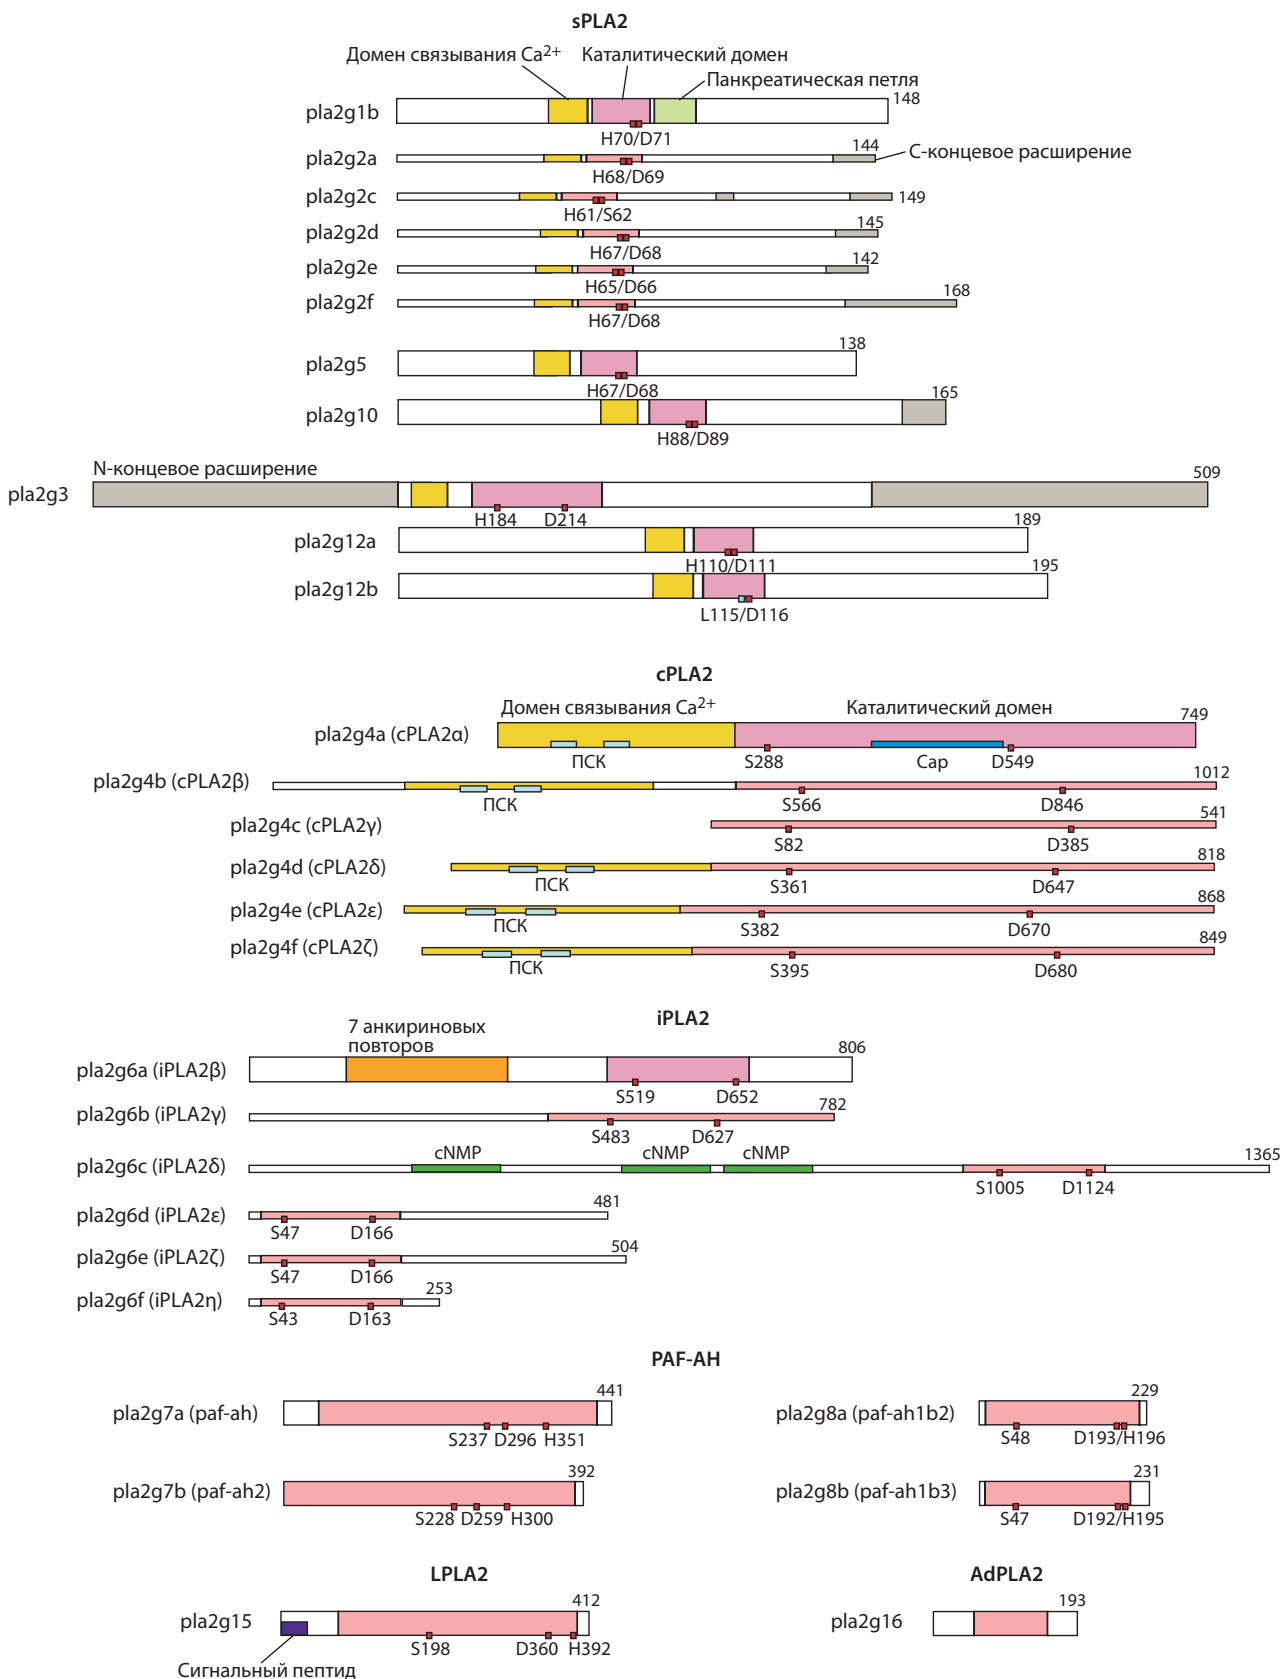 sPLA2
Домен связывания Ca2+
Каталитический домен
Панкреатическая петля
pla2g1b
148
H70/D71
pla2g2a
144
С-концевое расширение
H68/D69
pla2g2c
149
H61/S62
pla2g2d
145
H67/D68
pla2g2e
142
H65/D66
pla2g2f
168
H67/D68
pla2g5
138
H67/D68
pla2g10
165
H88/D89
N-концевое расширение
pla2g3
509
H184 D214
pla2g12a
189
H110/D111
pla2g12b
195
L115/D116
cPLA2
Домен связывания Ca2+
Каталитический домен
pla2g4a (cPLA2α)
749
ПСК
S288
Cap
D549
pla2g4b (cPLA2β)
1012
ПСК
S566
D846
pla2g4c (cPLA2γ)
541
S82
D385
pla2g4d (cPLA2δ)
818
ПСК
S361
D647
pla2g4e (cPLA2ε)
868
ПСК
S382
D670
pla2g4f (cPLA2ζ)
849
ПСК
S395
D680
iPLA2
7 анкириновых
повторов
pla2g6a (iPLA2β)
806
S519
D652
pla2g6b (iPLA2γ)
782
S483
D627
pla2g6c (iPLA2δ)
cNMP
cNMP
cNMP
1365
S1005
D1124
pla2g6d (iPLA2ε)
481
S47
D166
pla2g6e (iPLA2ζ)
504
S47
D166
pla2g6f (iPLA2η)
253
S43
D163
PAF-AH
pla2g7a (paf-ah)
441
S237 D296 H351
pla2g8a (paf-ah1b2)
229
S48
D193/H196
pla2g7b (paf-ah2)
392
S228 D259 H300
pla2g8b (paf-ah1b3)
231
S47
D192/H195
LPLA2
pla2g15
412
S198
D360 H392
Сигнальный пептид
AdPLA2
pla2g16
193